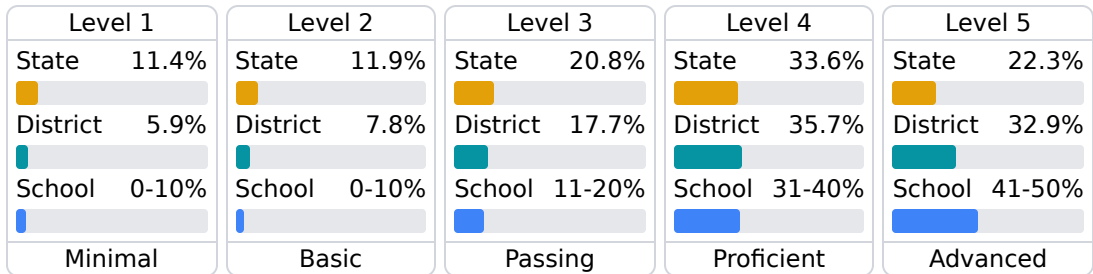 Level 1
State 11.4%
District 5.9%
School 0-10%
Minimal
Level 2
State 11.9%
District 7.8%
School 0-10%
Basic
Level 3
State 20.8%
District 17.7%
School 11-20%
Passing
Level 4
State 33.6%
District 35.7%
School 31-40%
Proficient
Level 5
State 22.3%
District 32.9%
School 41-50%
Advanced